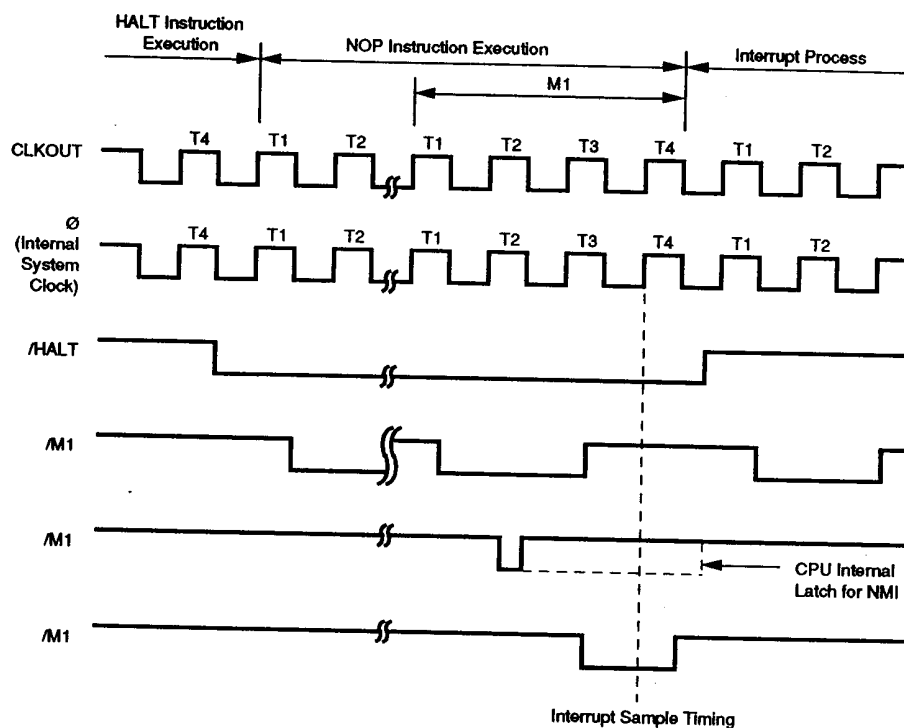 HALT Instruction
Execution
NOP Instruction Execution
Interrupt Process
M1
CLKOUT
T4 T1 T2 T1 T2 T3 T4 T1 T2
Ø
(Internal
System
Clock)
T4 T1 T2 T1 T2 T3 T4 T1 T2
/HALT
/M1
/M1
CPU Internal
Latch for NMI
/M1
Interrupt Sample Timing